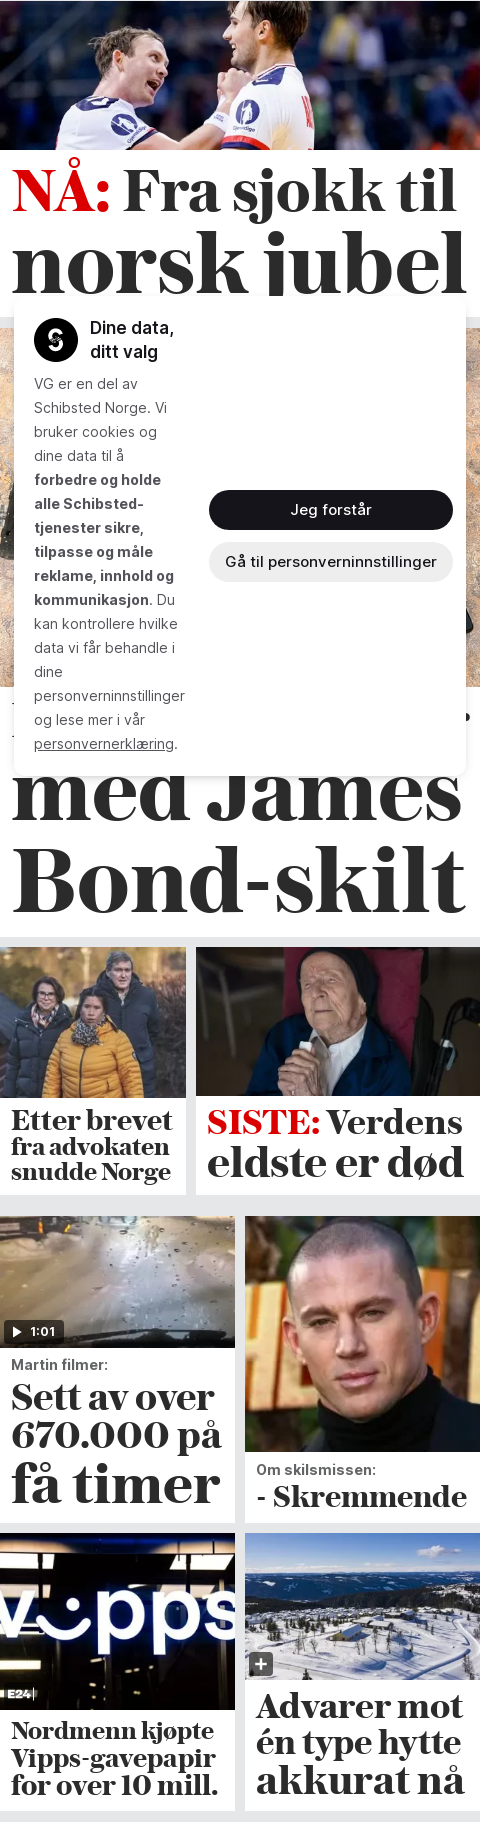 NÅ: Fra sjokk til
norsk jubel
Dine data,
ditt valg
VG er en del av
Schibsted Norge. Vi
bruker cookies og
dine data til å
forbedre og holde
alle Schibsted-
tjenester sikre,
tilpasse og måle
reklame, innhold og
kommunikasjon. Du
kan kontrollere hvilke
data vi får behandle i
dine
personverninnstillinger
og lese mer i vår
personvernerklæring.
Jeg forstår
Gå til personverninnstillinger
med James
Bond-skilt
Etter brevet
fra advokaten
snudde Norge
SISTE: Verdens
eldste er død
1:01
Martin filmer:
Sett av over
670.000 på
få timer
Om skilsmissen:
- Skremmende
vipps
E24
Nordmenn kjøpte
Vipps-gavepapir
for over 10 mill.
Advarer mot
én type hytte
akkurat nå